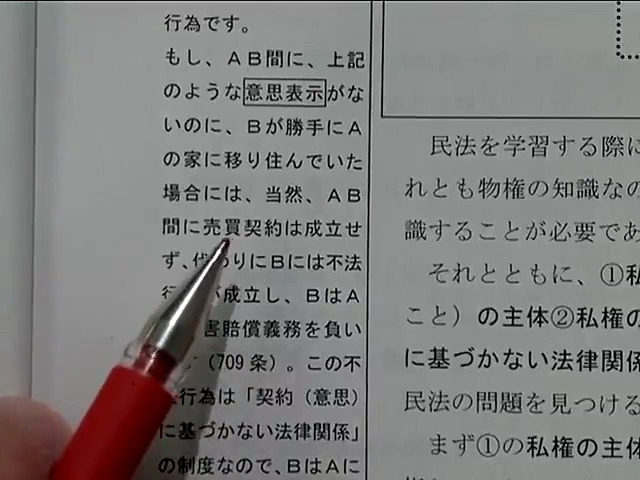 行為です。
もし、ＡＢ間に、上記
のような意思表示がな
いのに、Ｂが勝手にＡ
の家に移り住んでいた
場合には、当然、ＡＢ
間に売買契約は成立せ
ず、代わりにＢには不法
行 が成立し、ＢはＡ
害賠償義務を負い
（709条）。この不
行為は「契約（意思）
に基づかない法律関係」
の制度なので、ＢはＡに
民法を学習する際に
れとも物権の知識なの
識することが必要であ
それとともに、①私
こと）の主体②私権の
に基づかない法律関係
民法の問題を見つける
まず①の私権の主体